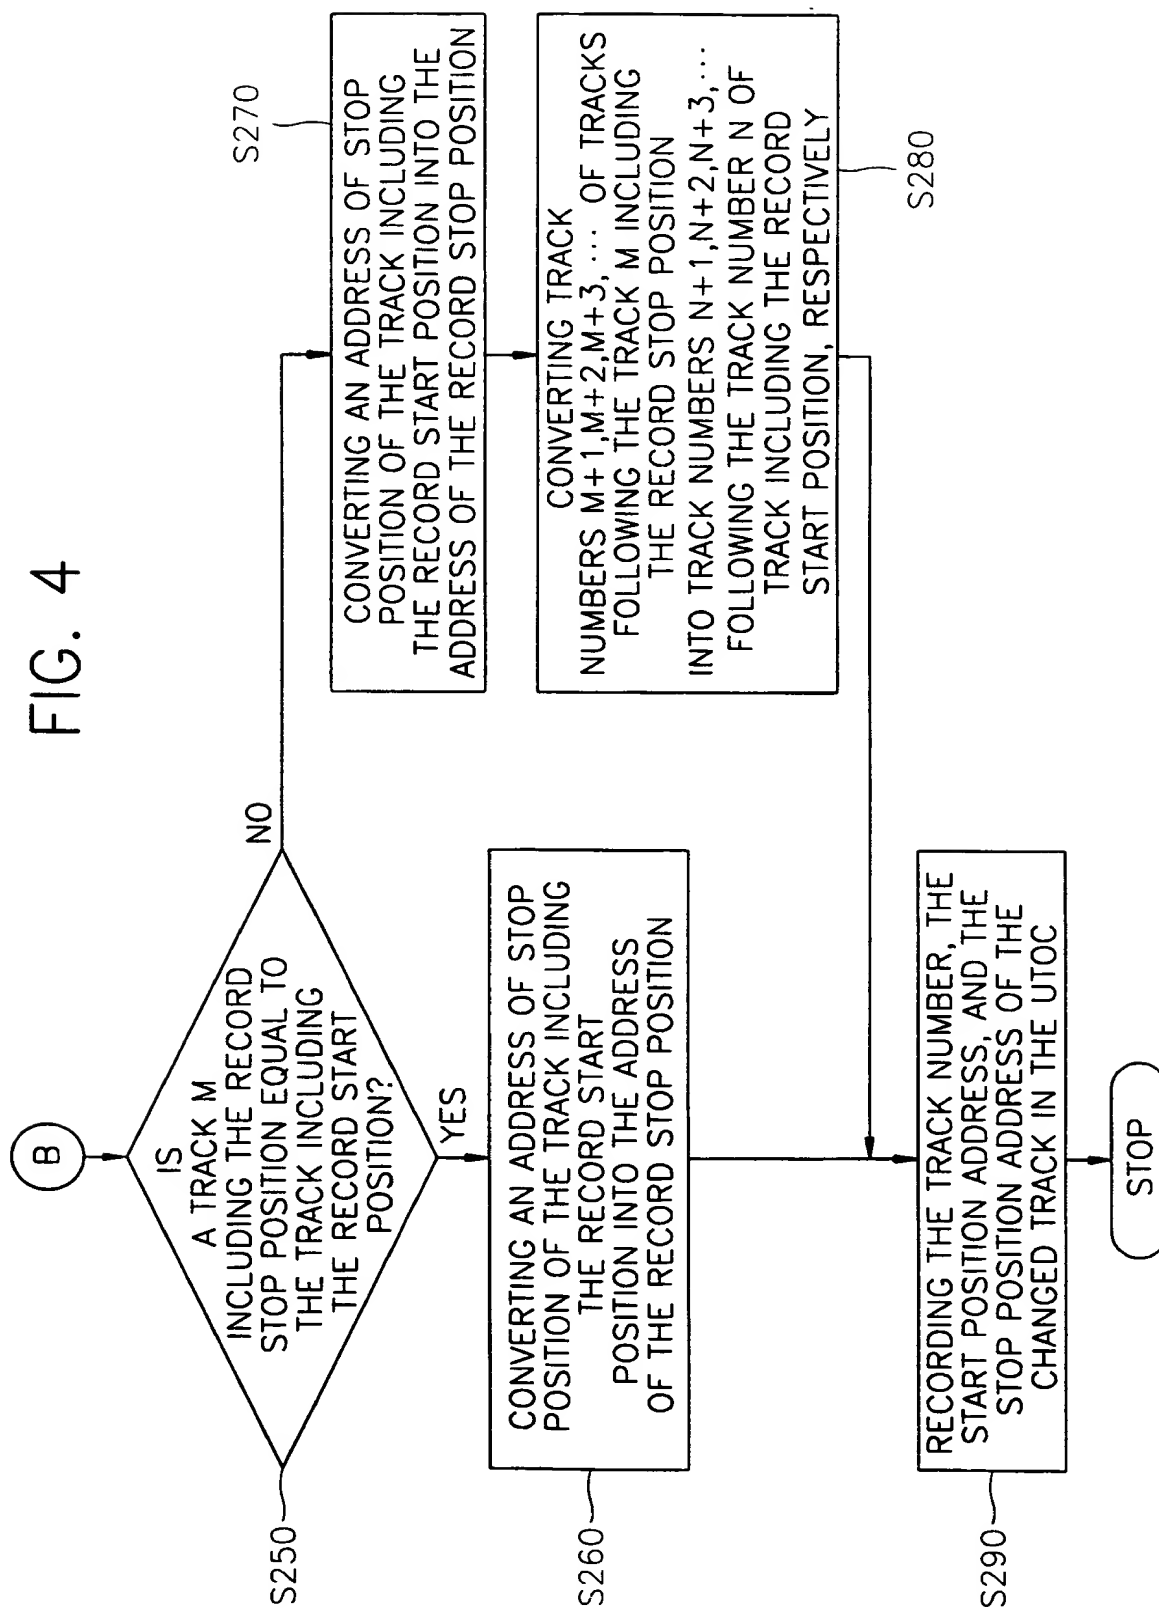 FIG. 4
B
IS
A TRACK M
INCLUDING THE RECORD
STOP POSITION EQUAL TO
THE TRACK INCLUDING
THE RECORD START
POSITION?
S250
NO
YES
CONVERTING AN ADDRESS OF STOP
POSITION OF THE TRACK INCLUDING
THE RECORD START
POSITION INTO THE ADDRESS
OF THE RECORD STOP POSITION
S260
CONVERTING AN ADDRESS OF STOP
POSITION OF THE TRACK INCLUDING
THE RECORD START POSITION INTO THE
ADDRESS OF THE RECORD STOP POSITION
S270
CONVERTING TRACK
NUMBERS M+1,M+2,M+3, ... OF TRACKS
FOLLOWING THE TRACK M INCLUDING
THE RECORD STOP POSITION
INTO TRACK NUMBERS N+1,N+2,N+3,...
FOLLOWING THE TRACK NUMBER N OF
TRACK INCLUDING THE RECORD
START POSITION, RESPECTIVELY
S280
RECORDING THE TRACK NUMBER, THE
START POSITION ADDRESS, AND THE
STOP POSITION ADDRESS OF THE
CHANGED TRACK IN THE UTOC
S290
STOP